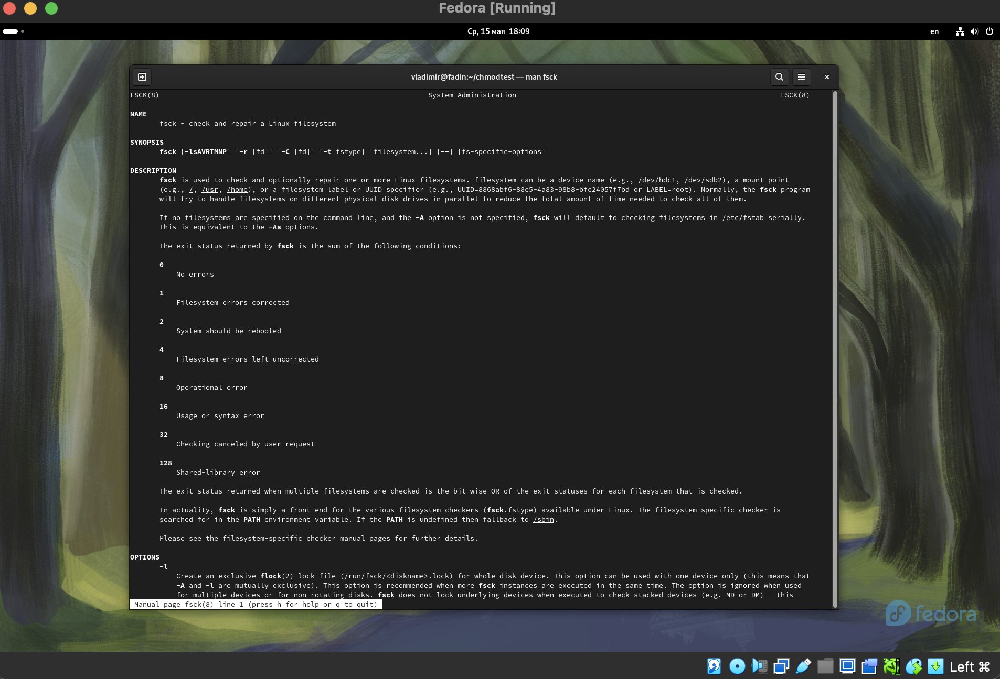 Fedora [Running]
Ср, 15 мая 18:09
en
vladimir@fadin:~/chmodtest — man fsck
FSCK(8) System Administration FSCK(8)
NAME
fsck - check and repair a Linux filesystem
SYNOPSIS
fsck [-lsAVRTMNP] [-r [fd]] [-C [fd]] [-t fstype] [filesystem...] [--] [fs-specific-options]
DESCRIPTION
fsck is used to check and optionally repair one or more Linux filesystems. filesystem can be a device name (e.g., /dev/hdc1, /dev/sdb2), a mount point
(e.g., /, /usr, /home), or a filesystem label or UUID specifier (e.g., UUID=8868abf6-88c5-4a83-98b8-bfc24057f7bd or LABEL=root). Normally, the fsck program
will try to handle filesystems on different physical disk drives in parallel to reduce the total amount of time needed to check all of them.
If no filesystems are specified on the command line, and the -A option is not specified, fsck will default to checking filesystems in /etc/fstab serially.
This is equivalent to the -As options.
The exit status returned by fsck is the sum of the following conditions:
0
No errors
1
Filesystem errors corrected
2
System should be rebooted
4
Filesystem errors left uncorrected
8
Operational error
16
Usage or syntax error
32
Checking canceled by user request
128
Shared-library error
The exit status returned when multiple filesystems are checked is the bit-wise OR of the exit statuses for each filesystem that is checked.
In actuality, fsck is simply a front-end for the various filesystem checkers (fsck.fstype) available under Linux. The filesystem-specific checker is
searched for in the PATH environment variable. If the PATH is undefined then fallback to /sbin.
Please see the filesystem-specific checker manual pages for further details.
OPTIONS
-l
Create an exclusive flock(2) lock file (/run/fsck/<diskname>.lock) for whole-disk device. This option can be used with one device only (this means that
-A and -l are mutually exclusive). This option is recommended when more fsck instances are executed in the same time. The option is ignored when used
for multiple devices or for non-rotating disks. fsck does not lock underlying devices when executed to check stacked devices (e.g. MD or DM) - this
Manual page fsck(8) line 1 (press h for help or q to quit)
fedora
Left ⌘